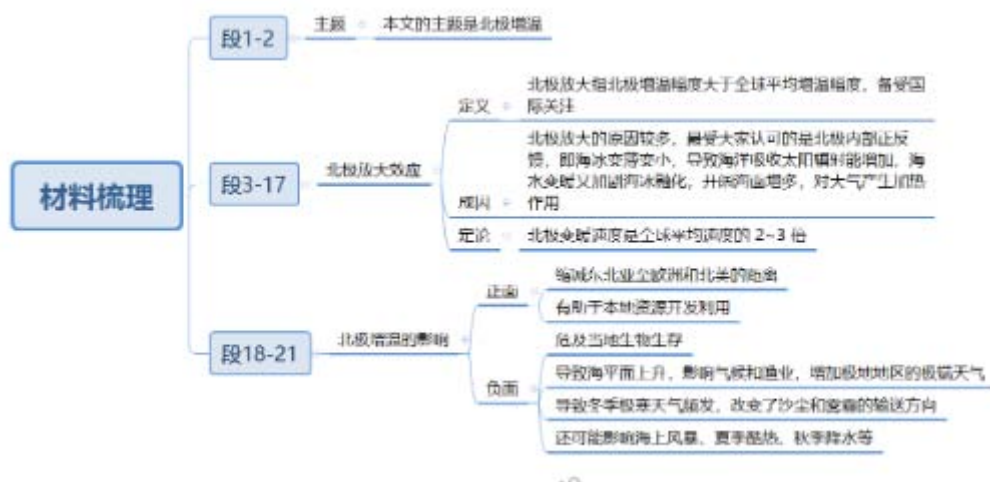 材料梳理
段1-2
主题
本文的主题是北极增温
段3-17
北极放大效应
定义
北极放大指北极增温幅度大于全球平均增温幅度，备受国
际关注
成因
北极放大的原因较多，最受大家认可的是北极内部正反
馈，即海冰变薄变小，导致海洋吸收太阳辐射能增加，海
水变暖又加剧海冰融化，开阔海面增多，对大气产生加热
作用
定论
北极变暖速度是全球平均速度的 2~3 倍
段18-21
北极增温的影响
正面
缩减东北亚至欧洲和北美的距离
有助于本地资源开发利用
负面
危及当地生物生存
导致海平面上升，影响气候和渔业，增加极地地区的极端天气
导致冬季极寒天气频发，改变了沙尘和雾霾的输送方向
还可能影响海上风暴、夏季酷热、秋季降水等